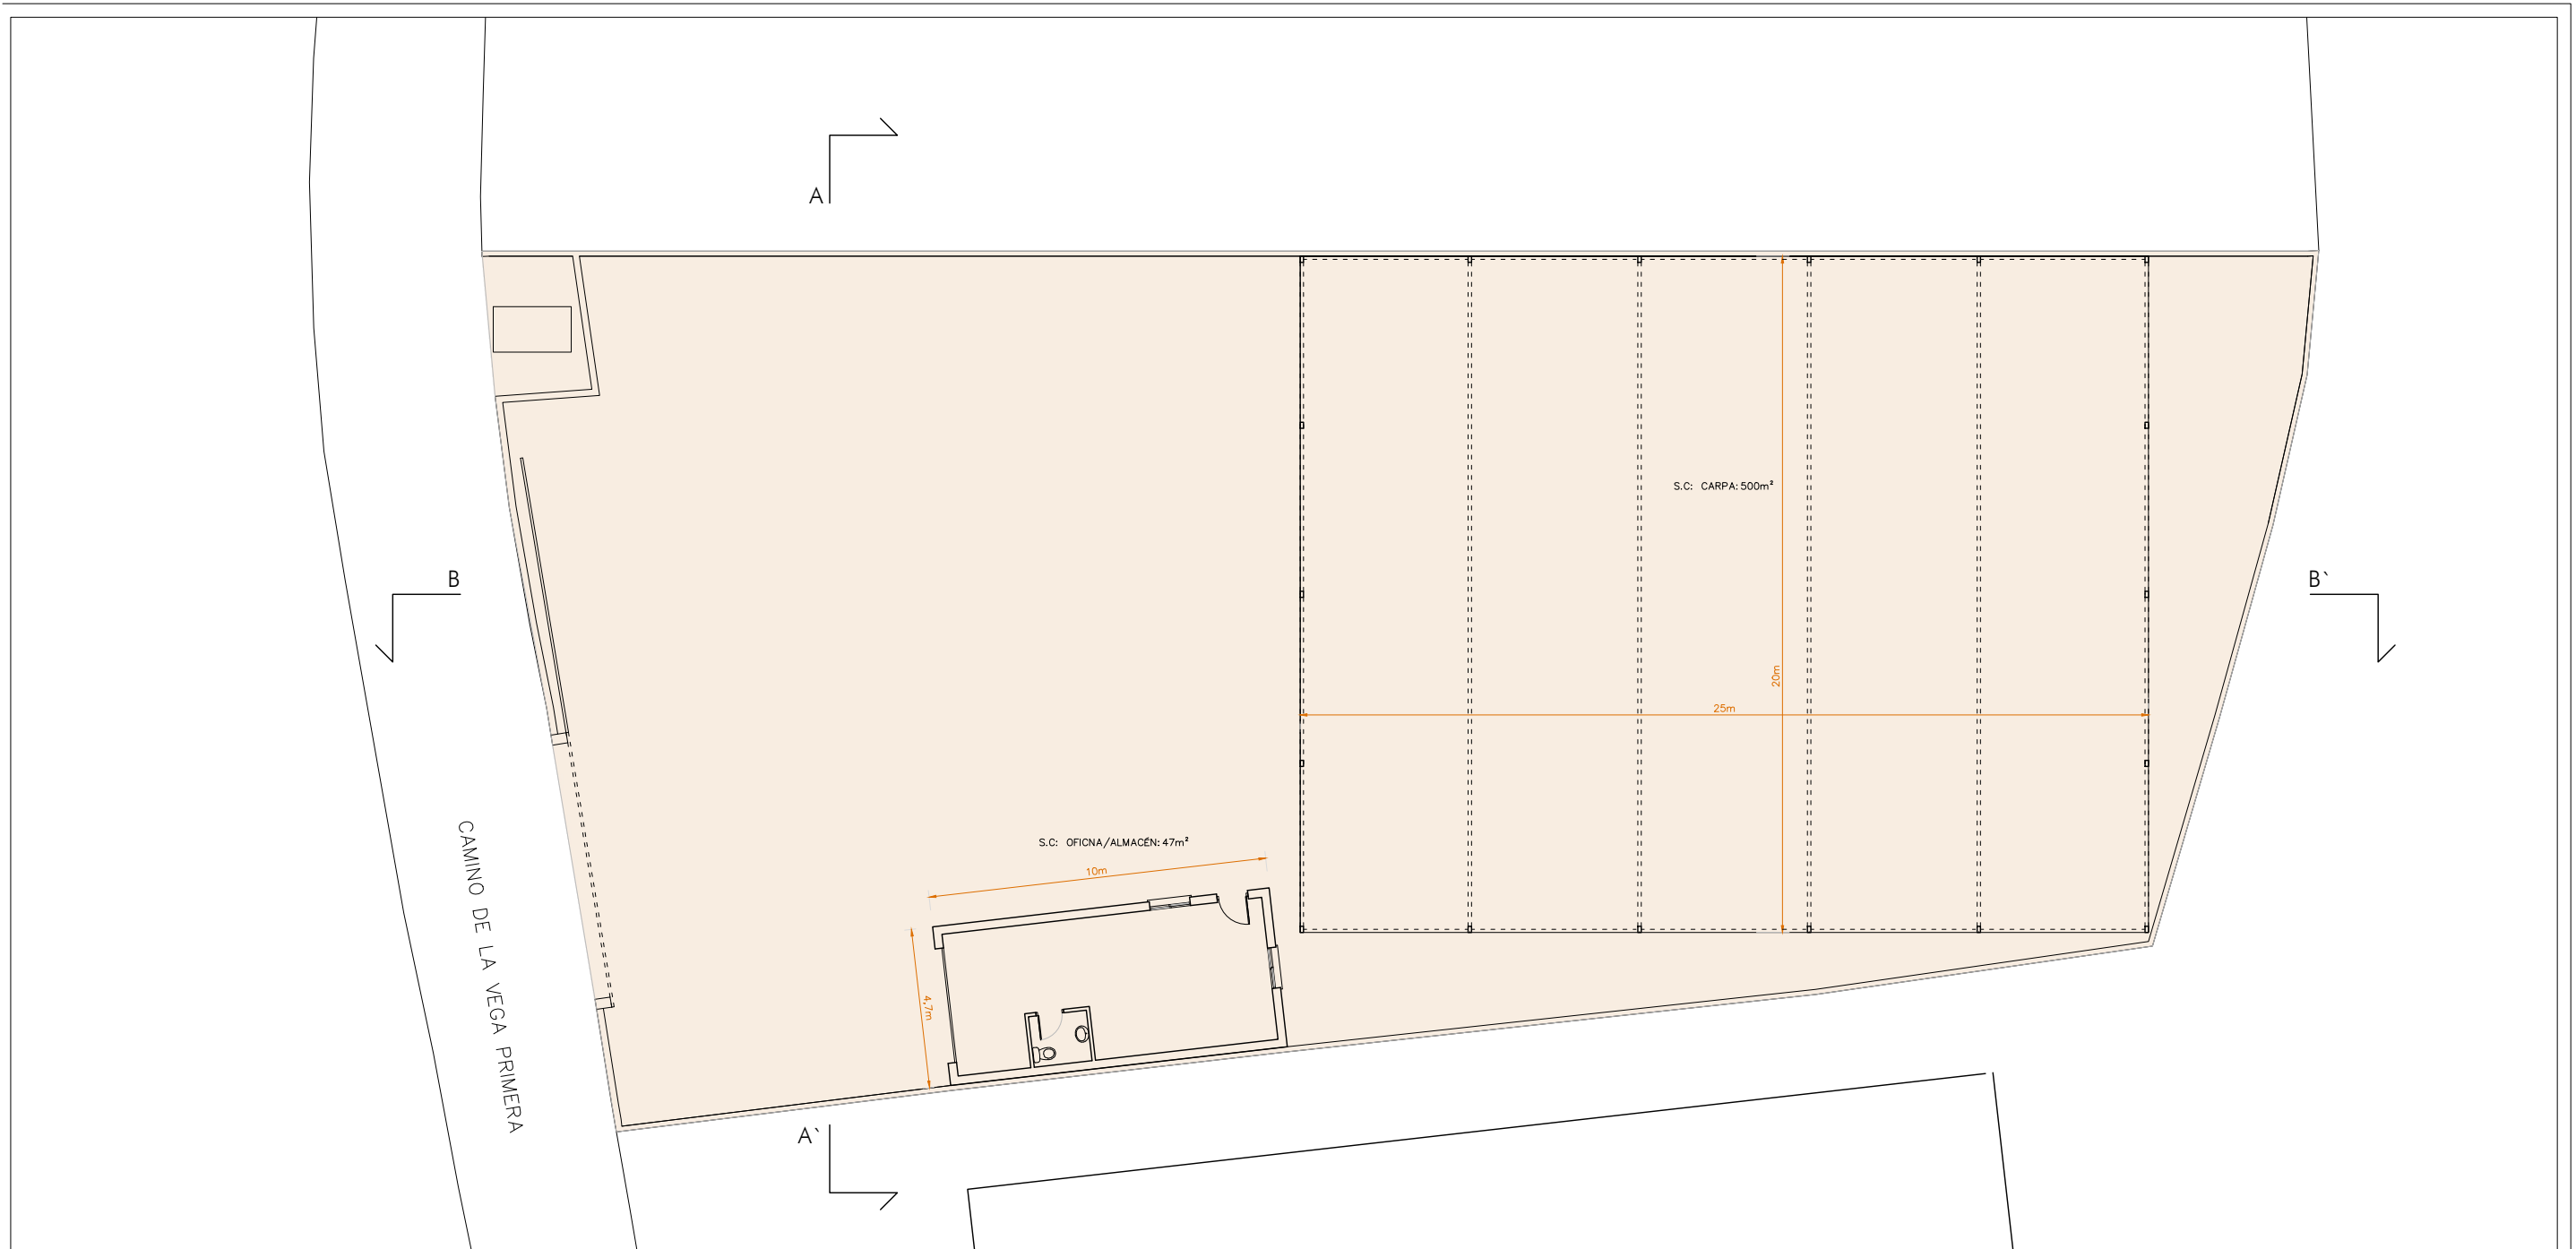 A
B
B`
S.C: CARPA: 500m²
20m
25m
S.C: OFICNA/ALMACÉN: 47m²
10m
4,7m
CAMINO DE LA VEGA PRIMERA
A`